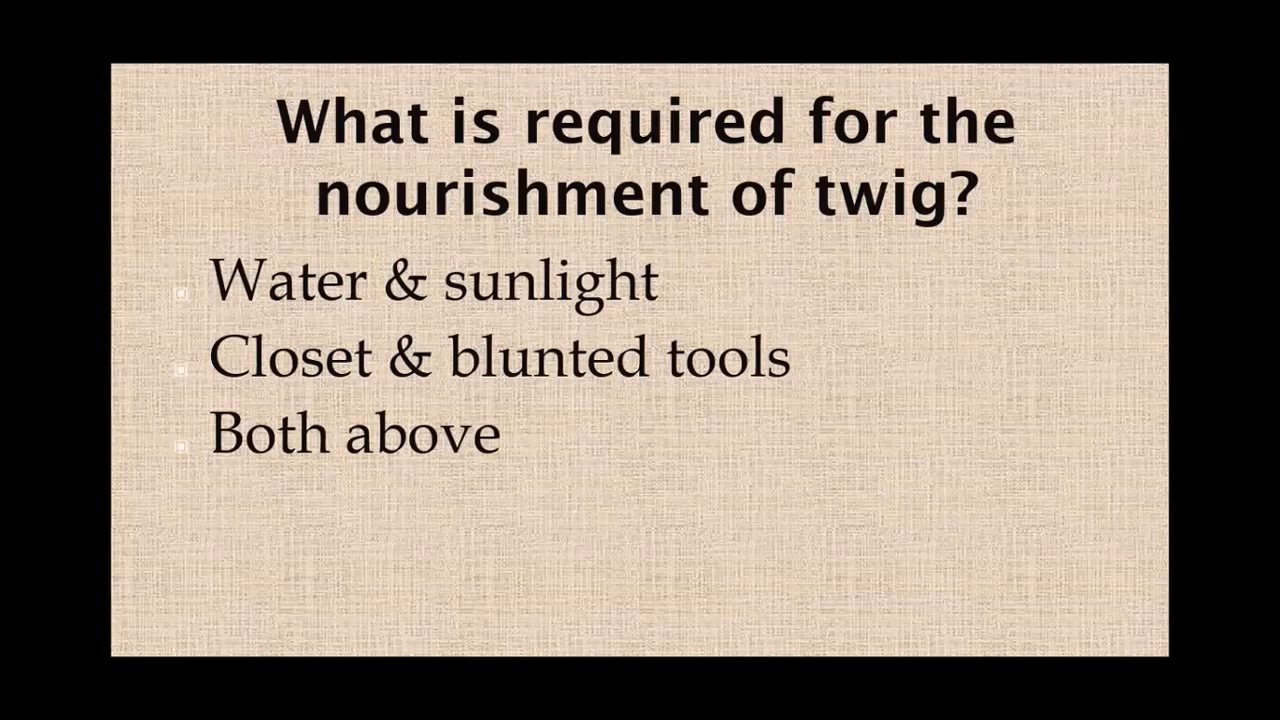 What is required for the
nourishment of twig?
Water & sunlight
Closet & blunted tools
Both above